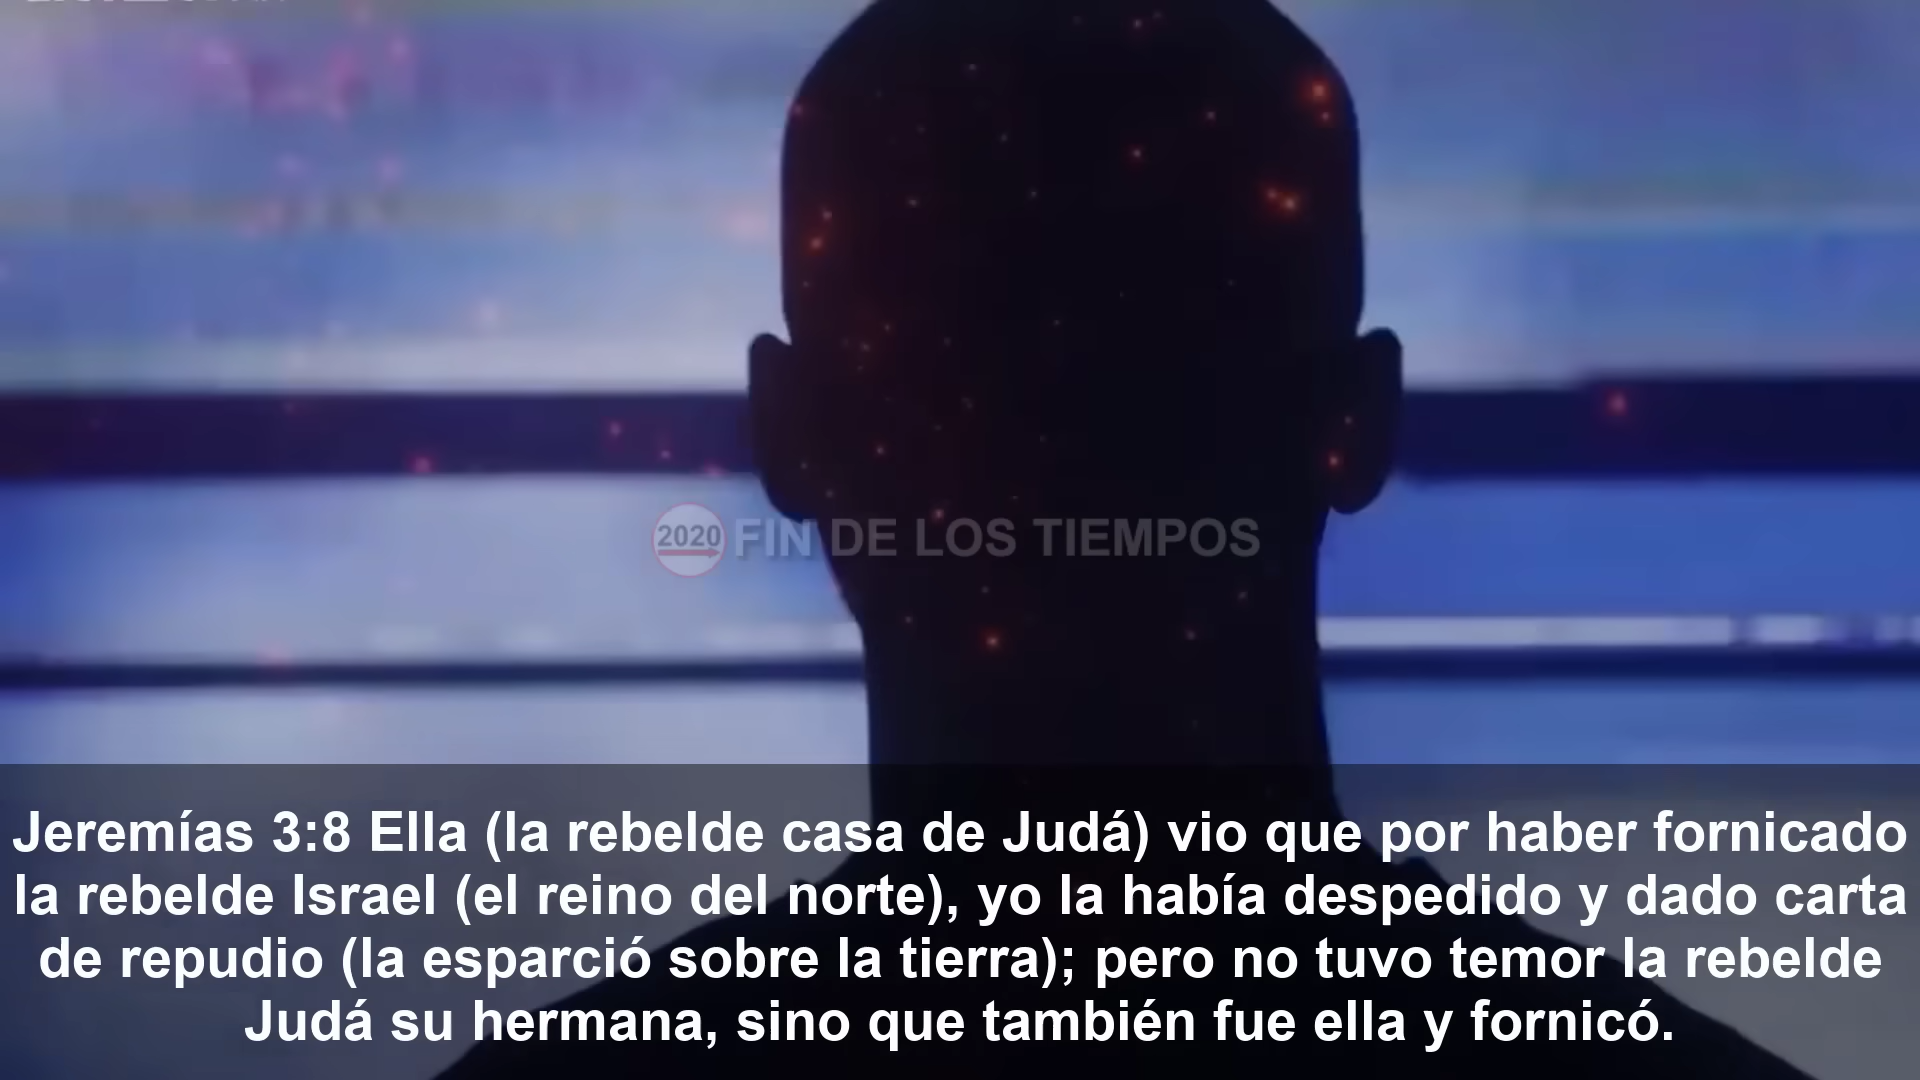 2020 FIN DE LOS TIEMPOS
Jeremías 3:8 Ella (la rebelde casa de Judá) vio que por haber fornicado
la rebelde Israel (el reino del norte), yo la había despedido y dado carta
de repudio (la esparció sobre la tierra); pero no tuvo temor la rebelde
Judá su hermana, sino que también fue ella y fornicó.